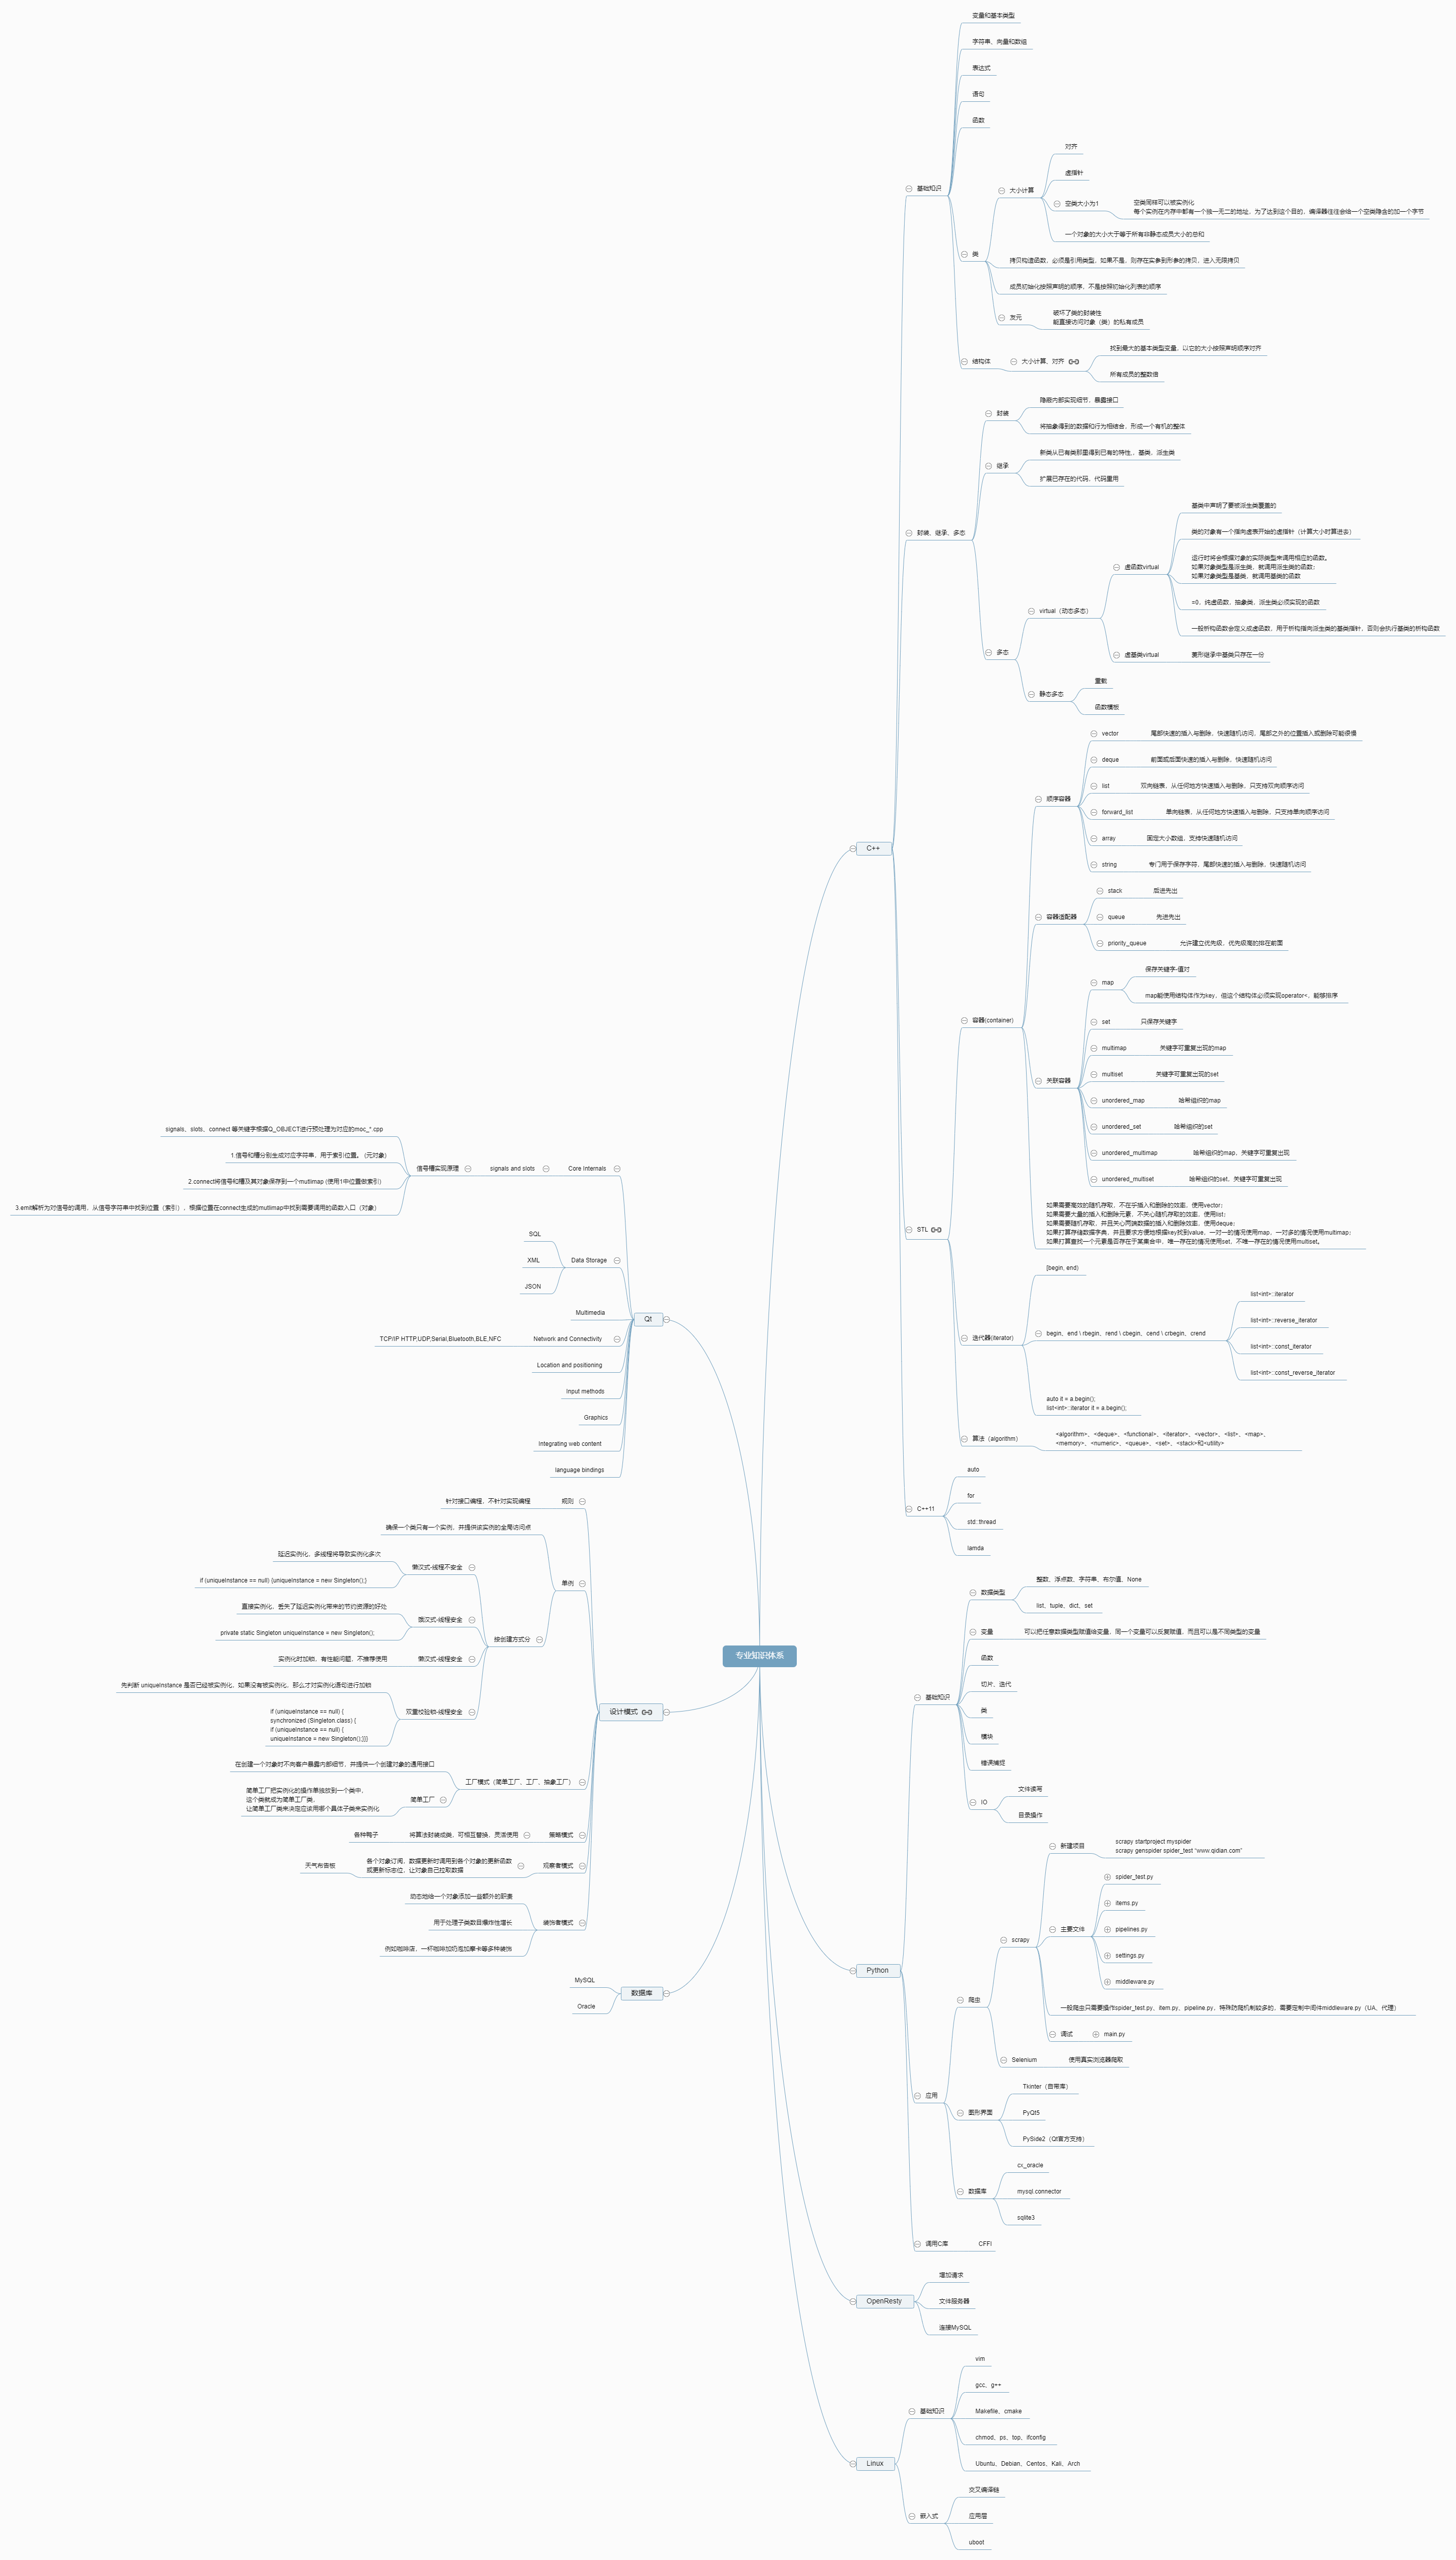 专业知识体系
C++
基础知识
变量和基本类型
字符串、向量和数组
表达式
语句
函数
类
大小计算
对齐
虚指针
空类大小为1
空类同样可以被实例化
每个实例在内存中都有一个独一无二的地址，为了达到这个目的，编译器往往会给一个空类隐含的加一个字节
一个对象的大小大于等于所有非静态成员大小的总和
拷贝构造函数，必须是引用类型，如果不是，则存在实参到形参的拷贝，进入无限拷贝
成员初始化按照声明的顺序，不是按照初始化列表的顺序
友元
破坏了类的封装性
能直接访问对象（类）的私有成员
结构体
大小计算、对齐
找到最大的基本类型变量，以它的大小按照声明顺序对齐
所有成员的整数倍
封装、继承、多态
封装
隐藏内部实现细节，暴露接口
将抽象得到的数据和行为相结合，形成一个有机的整体
继承
新类从已有类那里得到已有的特性,，基类，派生类
扩展已存在的代码，代码重用
多态
virtual（动态多态）
虚函数virtual
基类中声明了要被派生类覆盖的
类的对象有一个指向虚表开始的虚指针（计算大小时算进去）
运行时将会根据对象的实际类型来调用相应的函数。
如果对象类型是派生类，就调用派生类的函数；
如果对象类型是基类，就调用基类的函数
=0，纯虚函数，抽象类，派生类必须实现的函数
一般析构函数会定义成虚函数，用于析构指向派生类的基类指针，否则会执行基类的析构函数
虚基类virtual
菱形继承中基类只存在一份
静态多态
重载
函数模板
STL
容器(container)
顺序容器
vector
尾部快速的插入与删除，快速随机访问，尾部之外的位置插入或删除可能很慢
deque
前面或后面快速的插入与删除，快速随机访问
list
双向链表，从任何地方快速插入与删除，只支持双向顺序访问
forward_list
单向链表，从任何地方快速插入与删除，只支持单向顺序访问
array
固定大小数组，支持快速随机访问
string
专门用于保存字符，尾部快速的插入与删除，快速随机访问
容器适配器
stack
后进先出
queue
先进先出
priority_queue
允许建立优先级，优先级高的排在前面
关联容器
map
保存关键字-值对
map能使用结构体作为key，但这个结构体必须实现operator<，能够排序
set
只保存关键字
multimap
关键字可重复出现的map
multiset
关键字可重复出现的set
unordered_map
哈希组织的map
unordered_set
哈希组织的set
unordered_multimap
哈希组织的map，关键字可重复出现
unordered_multiset
哈希组织的set，关键字可重复出现
如果需要高效的随机存取，不在乎插入和删除的效率，使用vector；
如果需要大量的插入和删除元素，不关心随机存取的效率，使用list；
如果需要随机存取，并且关心两端数据的插入和删除效率，使用deque；
如果打算存储数据字典，并且要求方便地根据key找到value，一对一的情况使用map，一对多的情况使用multimap；
如果打算查找一个元素是否存在于某集合中，唯一存在的情况使用set，不唯一存在的情况使用multiset。
迭代器(iterator)
[begin, end)
begin、end \ rbegin、rend \ cbegin、cend \ crbegin、crend
list<int>::iterator
list<int>::reverse_iterator
list<int>::const_iterator
list<int>::const_reverse_iterator
auto it = a.begin();
list<int>::iterator it = a.begin();
算法（algorithm）
<algorithm>、<deque>、<functional>、<iterator>、<vector>、<list>、<map>、
<memory>、<numeric>、<queue>、<set>、<stack>和<utility>
C++11
auto
for
std::thread
lamda
Qt
Core Internals
signals and slots
信号槽实现原理
signals、slots、connect 等关键字根据Q_OBJECT进行预处理为对应的moc_*.cpp
1.信号和槽分别生成对应字符串，用于索引位置。 (元对象)
2.connect将信号和槽及其对象保存到一个mutlimap (使用1中位置做索引)
3.emit解析为对信号的调用，从信号字符串中找到位置（索引），根据位置在connect生成的mutlimap中找到需要调用的函数入口（对象）
Data Storage
SQL
XML
JSON
Multimedia
Network and Connectivity
TCP/IP HTTP,UDP,Serial,Bluetooth,BLE,NFC
Location and positioning
Input methods
Graphics
Integrating web content
language bindings
设计模式
规则
针对接口编程，不针对实现编程
单例
确保一个类只有一个实例，并提供该实例的全局访问点
按创建方式分
懒汉式-线程不安全
延迟实例化，多线程将导致实例化多次
if (uniqueInstance == null) {uniqueInstance = new Singleton();}
饿汉式-线程安全
直接实例化，丢失了延迟实例化带来的节约资源的好处
private static Singleton uniqueInstance = new Singleton();
懒汉式-线程安全
实例化时加锁，有性能问题，不推荐使用
双重校验锁-线程安全
先判断 uniqueInstance 是否已经被实例化，如果没有被实例化，那么才对实例化语句进行加锁
if (uniqueInstance == null) {
synchronized (Singleton.class) {
if (uniqueInstance == null) {
uniqueInstance = new Singleton();}}}
工厂模式（简单工厂、工厂、抽象工厂）
在创建一个对象时不向客户暴露内部细节，并提供一个创建对象的通用接口
简单工厂
简单工厂把实例化的操作单独放到一个类中，
这个类就成为简单工厂类，
让简单工厂类来决定应该用哪个具体子类来实例化
策略模式
将算法封装成类，可相互替换，灵活使用
各种鸭子
观察者模式
各个对象订阅，数据更新时调用到各个对象的更新函数
或更新标志位，让对象自己拉取数据
天气布告板
装饰者模式
动态地给一个对象添加一些额外的职责
用于处理子类数目爆炸性增长
例如咖啡店，一杯咖啡加奶泡加摩卡等多种装饰
数据库
MySQL
Oracle
Python
基础知识
数据类型
整数、浮点数、字符串、布尔值、None
list、tuple、dict、set
变量
可以把任意数据类型赋值给变量，同一个变量可以反复赋值，而且可以是不同类型的变量
函数
切片、迭代
类
模块
错误捕捉
IO
文件读写
目录操作
应用
爬虫
scrapy
新建项目
scrapy startproject myspider
scrapy genspider spider_test “www.qidian.com”
主要文件
spider_test.py
items.py
pipelines.py
settings.py
middleware.py
一般爬虫只需要操作spider_test.py、item.py、pipeline.py，特殊防爬机制较多的，需要定制中间件middleware.py（UA、代理）
调试
main.py
Selenium
使用真实浏览器爬取
图形界面
Tkinter（自带库）
PyQt5
PySide2（Qt官方支持）
数据库
cx_oracle
mysql.connector
sqlite3
调用C库
CFFI
OpenResty
增加请求
文件服务器
连接MySQL
Linux
基础知识
vim
gcc、g++
Makefile、cmake
chmod、ps、top、ifconfig
Ubuntu、Debian、Centos、Kali、Arch
嵌入式
交叉编译链
应用层
uboot